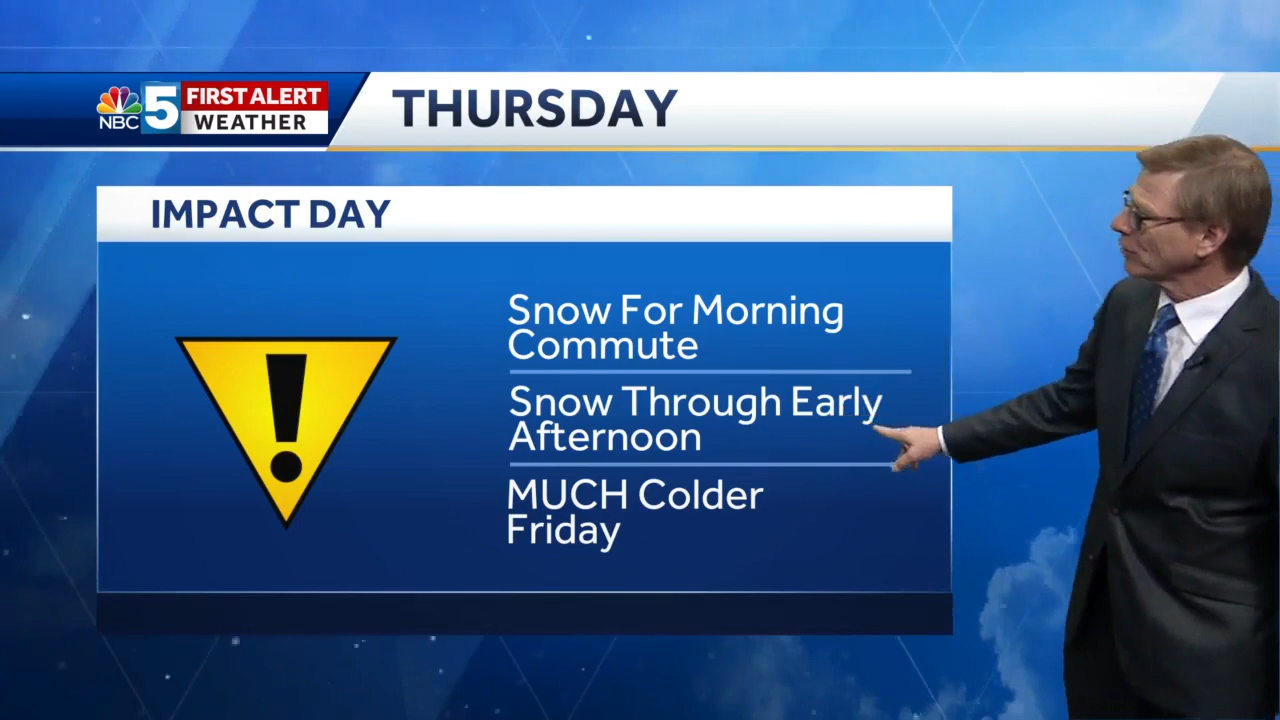 NBC 5 FIRST ALERT
WEATHER
THURSDAY
IMPACT DAY
Snow For Morning
Commute
Snow Through Early
Afternoon
MUCH Colder
Friday